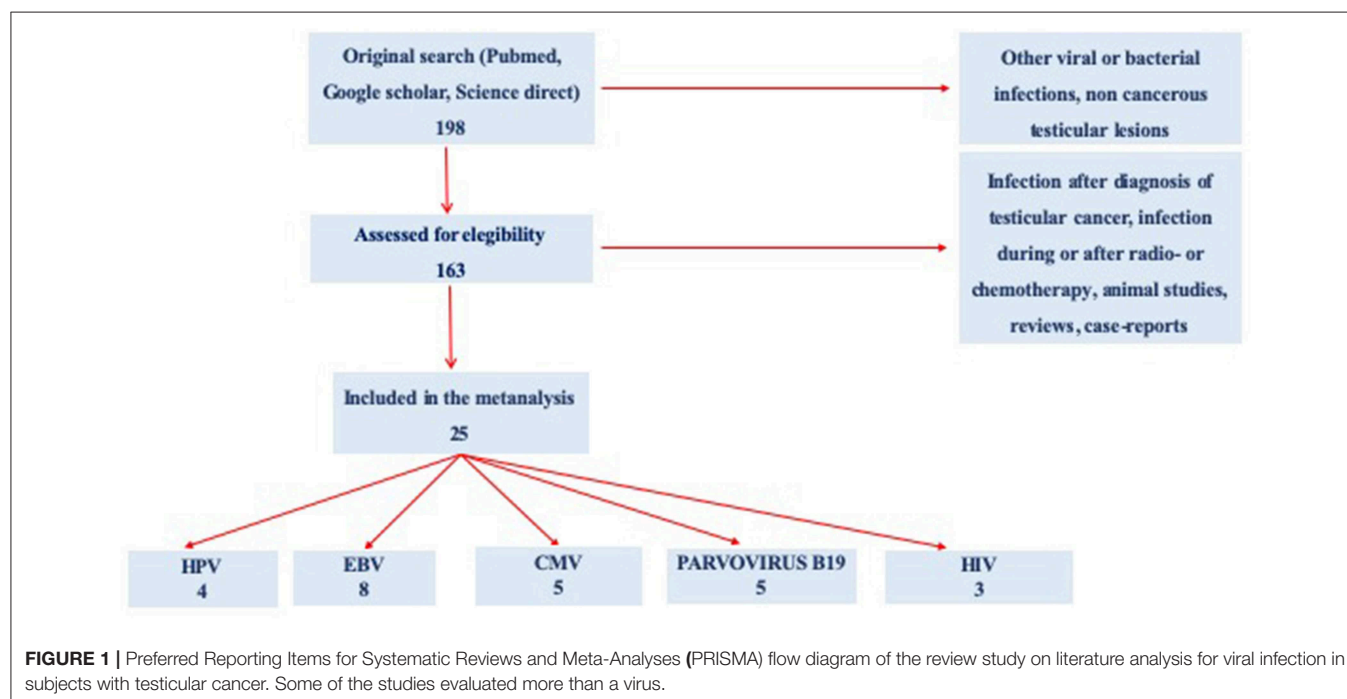 Original search (Pubmed,
Google scholar, Science direct)
198
Other viral or bacterial
infections, non cancerous
testicular lesions
Assessed for elegibility
163
Infection after diagnosis of
testicular cancer, infection
during or after radio- or
chemotherapy, animal studies,
reviews, case-reports
Included in the metanalysis
25
HPV
4
EBV
8
CMV
5
PARVOVIRUS B19
5
HIV
3
FIGURE 1 | Preferred Reporting Items for Systematic Reviews and Meta-Analyses (PRISMA) flow diagram of the review study on literature analysis for viral infection in
subjects with testicular cancer. Some of the studies evaluated more than a virus.